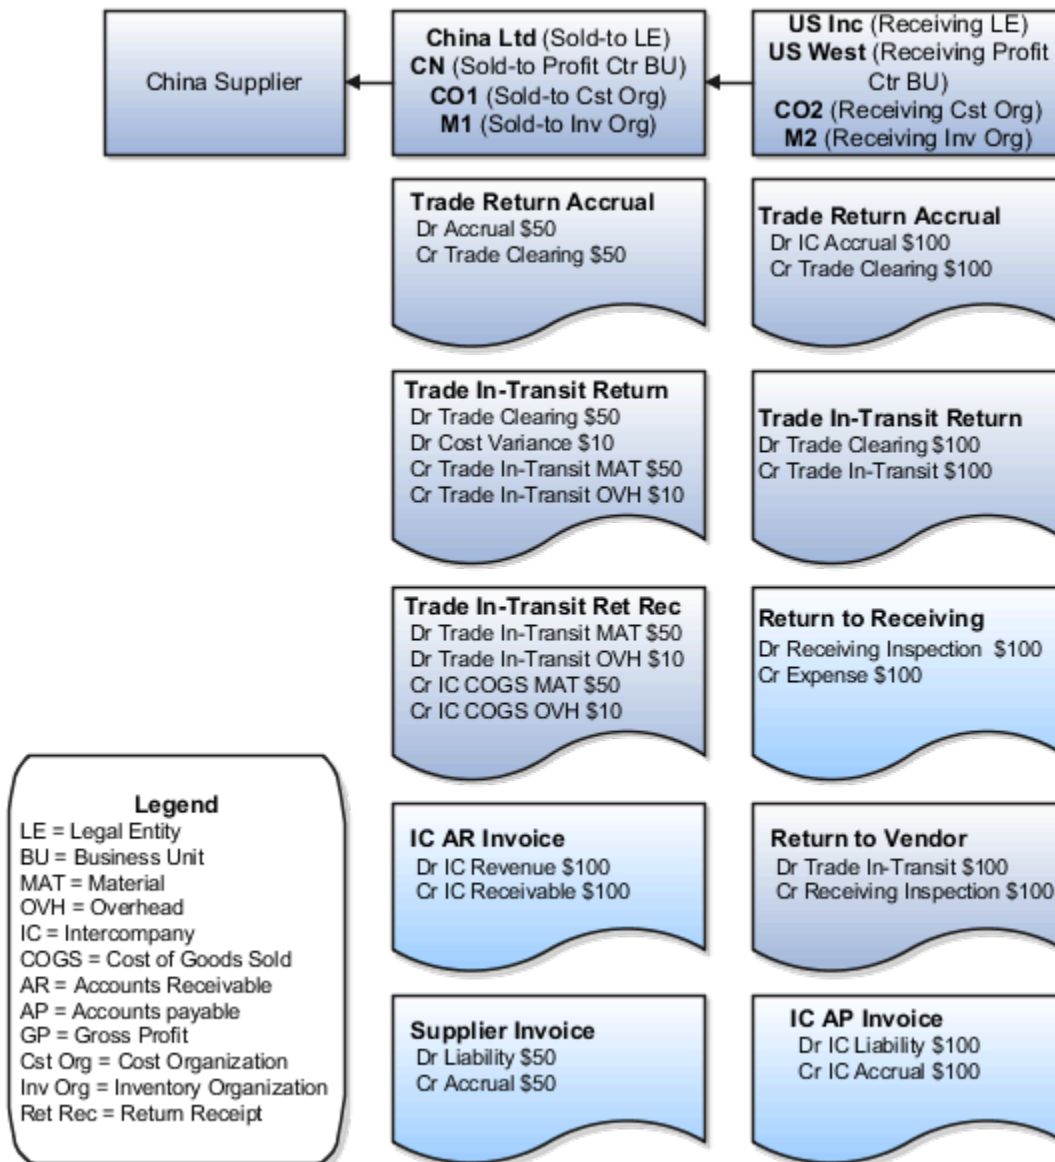 China Supplier
China Ltd (Sold-to LE)
CN (Sold-to Profit Ctr BU)
CO1 (Sold-to Cst Org)
M1 (Sold-to Inv Org)
US Inc (Receiving LE)
US West (Receiving Profit
Ctr BU)
CO2 (Receiving Cst Org)
M2 (Receiving Inv Org)
Trade Return Accrual
Dr Accrual $50
Cr Trade Clearing $50
Trade Return Accrual
Dr IC Accrual $100
Cr Trade Clearing $100
Trade In-Transit Return
Dr Trade Clearing $50
Dr Cost Variance $10
Cr Trade In-Transit MAT $50
Cr Trade In-Transit OVH $10
Trade In-Transit Return
Dr Trade Clearing $100
Cr Trade In-Transit $100
Trade In-Transit Ret Rec
Dr Trade In-Transit MAT $50
Dr Trade In-Transit OVH $10
Cr IC COGS MAT $50
Cr IC COGS OVH $10
Return to Receiving
Dr Receiving Inspection $100
Cr Expense $100
Legend
LE = Legal Entity
BU = Business Unit
MAT = Material
OVH = Overhead
IC = Intercompany
COGS = Cost of Goods Sold
AR = Accounts Receivable
AP = Accounts payable
GP = Gross Profit
Cst Org = Cost Organization
Inv Org = Inventory Organization
Ret Rec = Return Receipt
IC AR Invoice
Dr IC Revenue $100
Cr IC Receivable $100
Return to Vendor
Dr Trade In-Transit $100
Cr Receiving Inspection $100
Supplier Invoice
Dr Liability $50
Cr Accrual $50
IC AP Invoice
Dr IC Liability $100
Cr IC Accrual $100